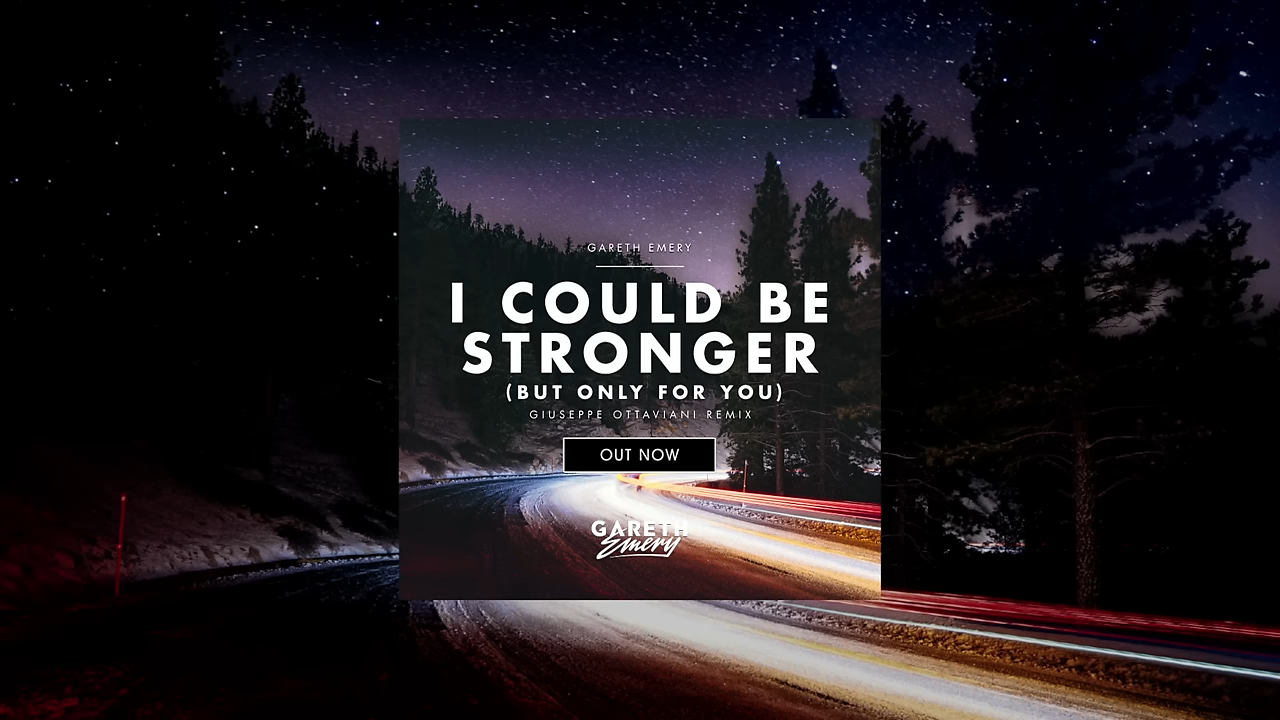 GARETH EMERY
I COULD BE
STRONGER
(BUT ONLY FOR YOU)
GIUSEPPE OTTAVIANI REMIX
OUT NOW
GARETH
Emery